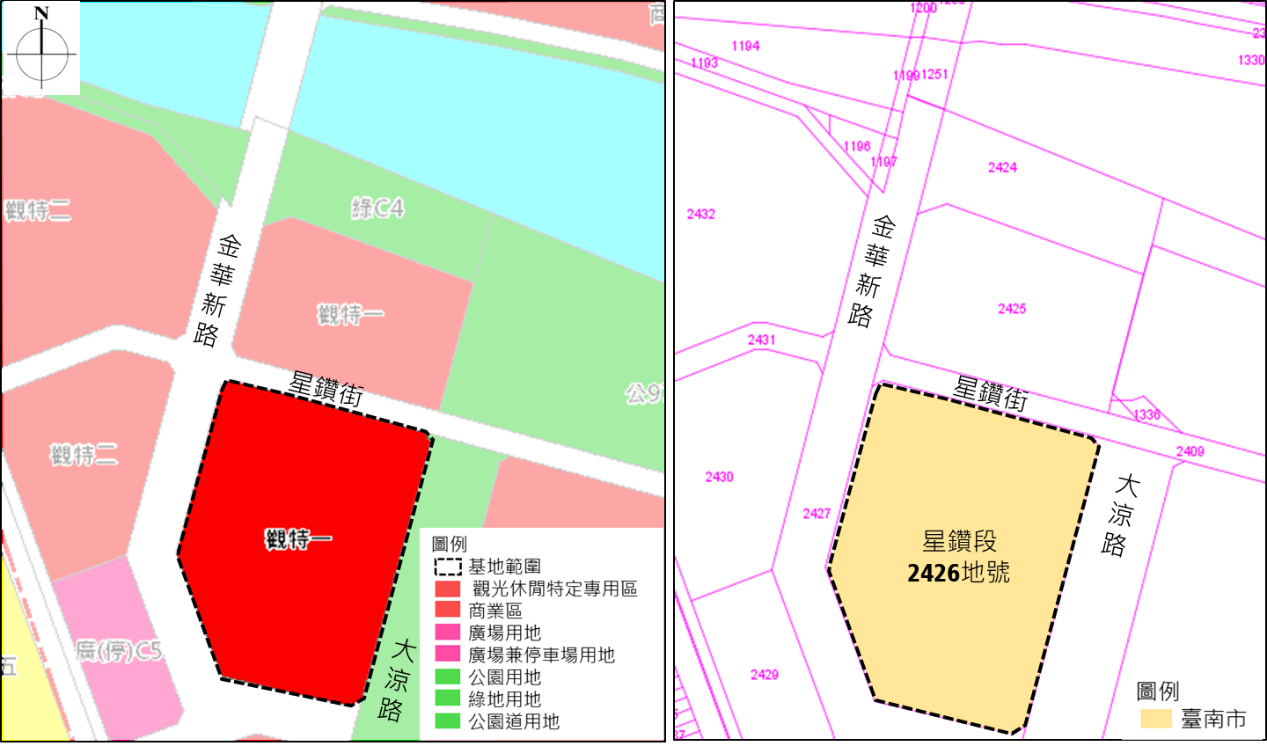 N
商
觀特二
綠C4
金華新路
觀特一
星鑽街
公9
觀特二
觀特一
廣(停)C5
五
大涼路
圖例
基地範圍
觀光休閒特定專用區
商業區
廣場用地
廣場兼停車場用地
公園用地
綠地用地
公園道用地
1200
1194
1193
1330
1199
1251
1196
1197
2424
2432
金華新路
2425
2431
星鑽街
1336
2409
2430
2427
大涼路
星鑽段
2426地號
2429
圖例
臺南市